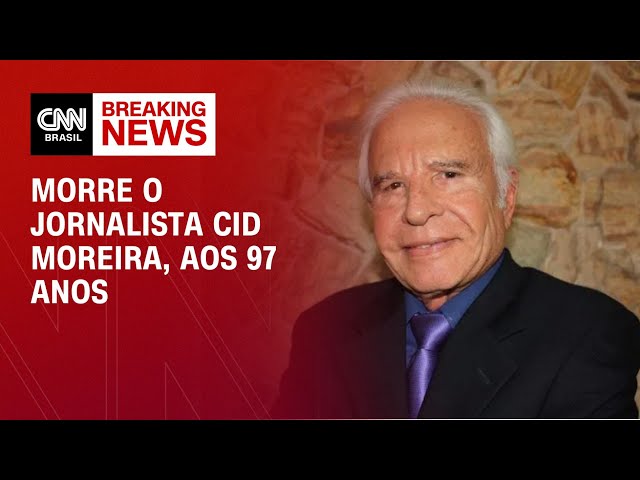 CNN
BRASIL
BREAKING
NEWS
MORRE O
JORNALISTA CID
MOREIRA, AOS 97
ANOS